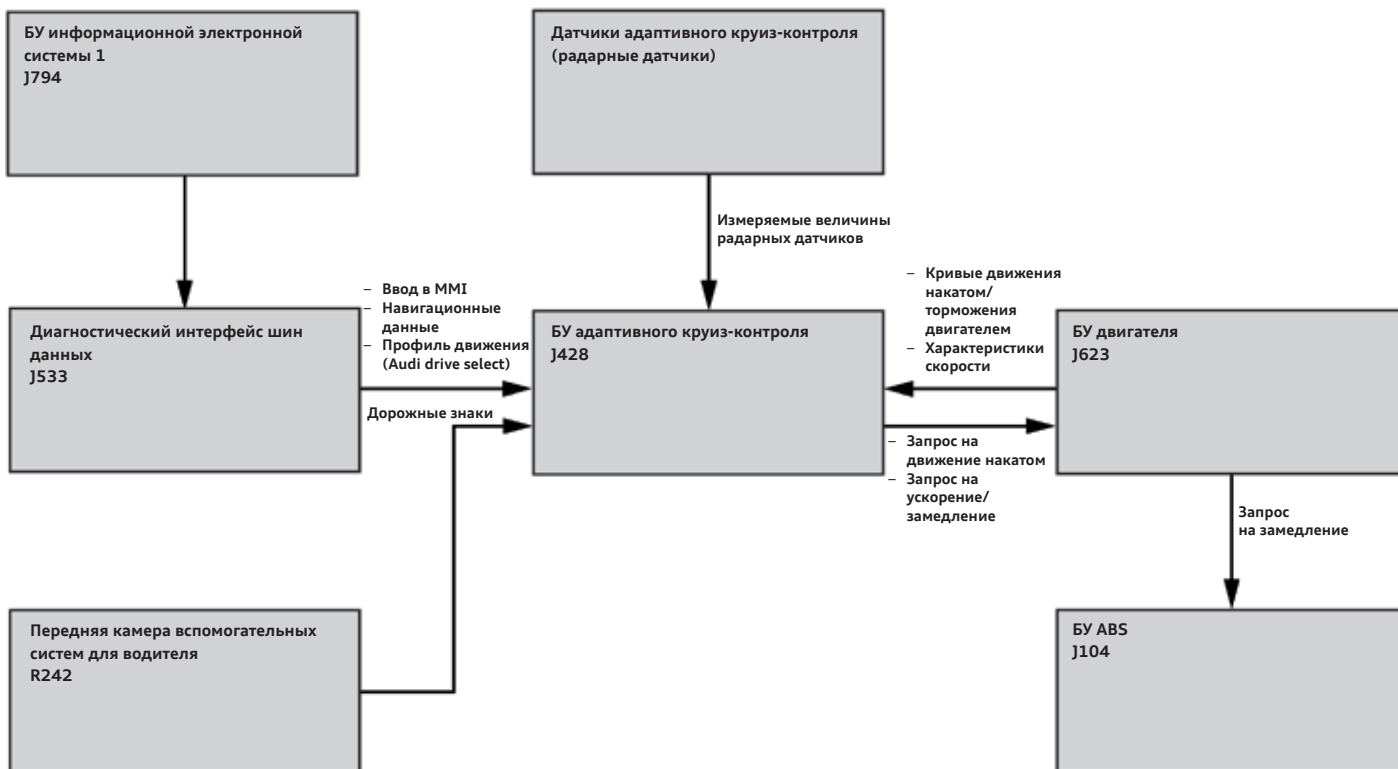 БУ информационной электронной
системы 1
J794
Датчики адаптивного круиз-контроля
(радарные датчики)
Измеряемые величины
радарных датчиков
– Ввод в MMI
– Навигационные
данные
– Профиль движения
(Audi drive select)
– Кривые движения
накатом/
торможения
двигателем
– Характеристики
скорости
Диагностический интерфейс шин
данных
J533
БУ адаптивного круиз-контроля
J428
БУ двигателя
J623
Дорожные знаки
– Запрос на
движение накатом
– Запрос на
ускорение/
замедление
Запрос
на замедление
Передняя камера вспомогательных
систем для водителя
R242
БУ ABS
J104